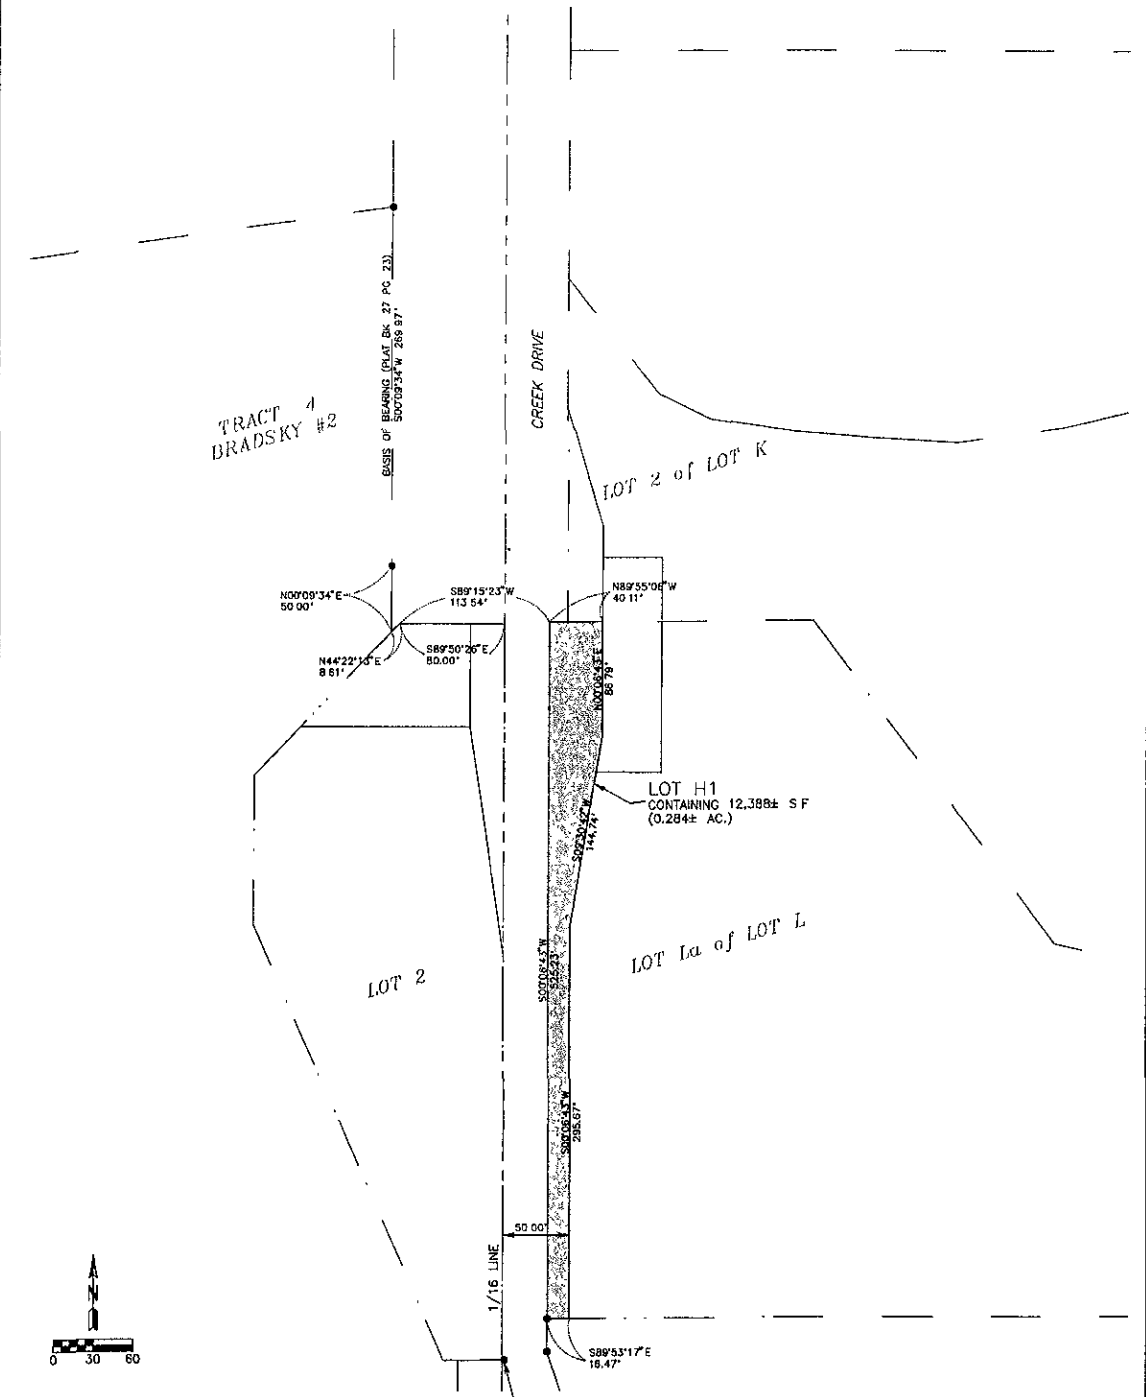 BASIS OF BEARING (PLAT BK 27 PG 23)
S00°09'34"W 269 97'
CREEK DRIVE
TRACT 4
BRADSKY #2
LOT 2 of LOT K
N00°09'34"E
50 00'
S89°15'23"W
113 54'
N89°55'06"W
40 11'
N44°22'13"E
8 61'
S89°50'26"E
80.00'
N00°06'43"E
86 79'
LOT H1
CONTAINING 12,388± S F
(0.284± AC.)
S09°30'42"W
144.74'
LOT La of LOT L
LOT 2
S00°06'43"W
525.23'
S00°06'43"W
295.67'
50 00'
1/16 LINE
N
0 30 60
S89°53'17"E
16.47'